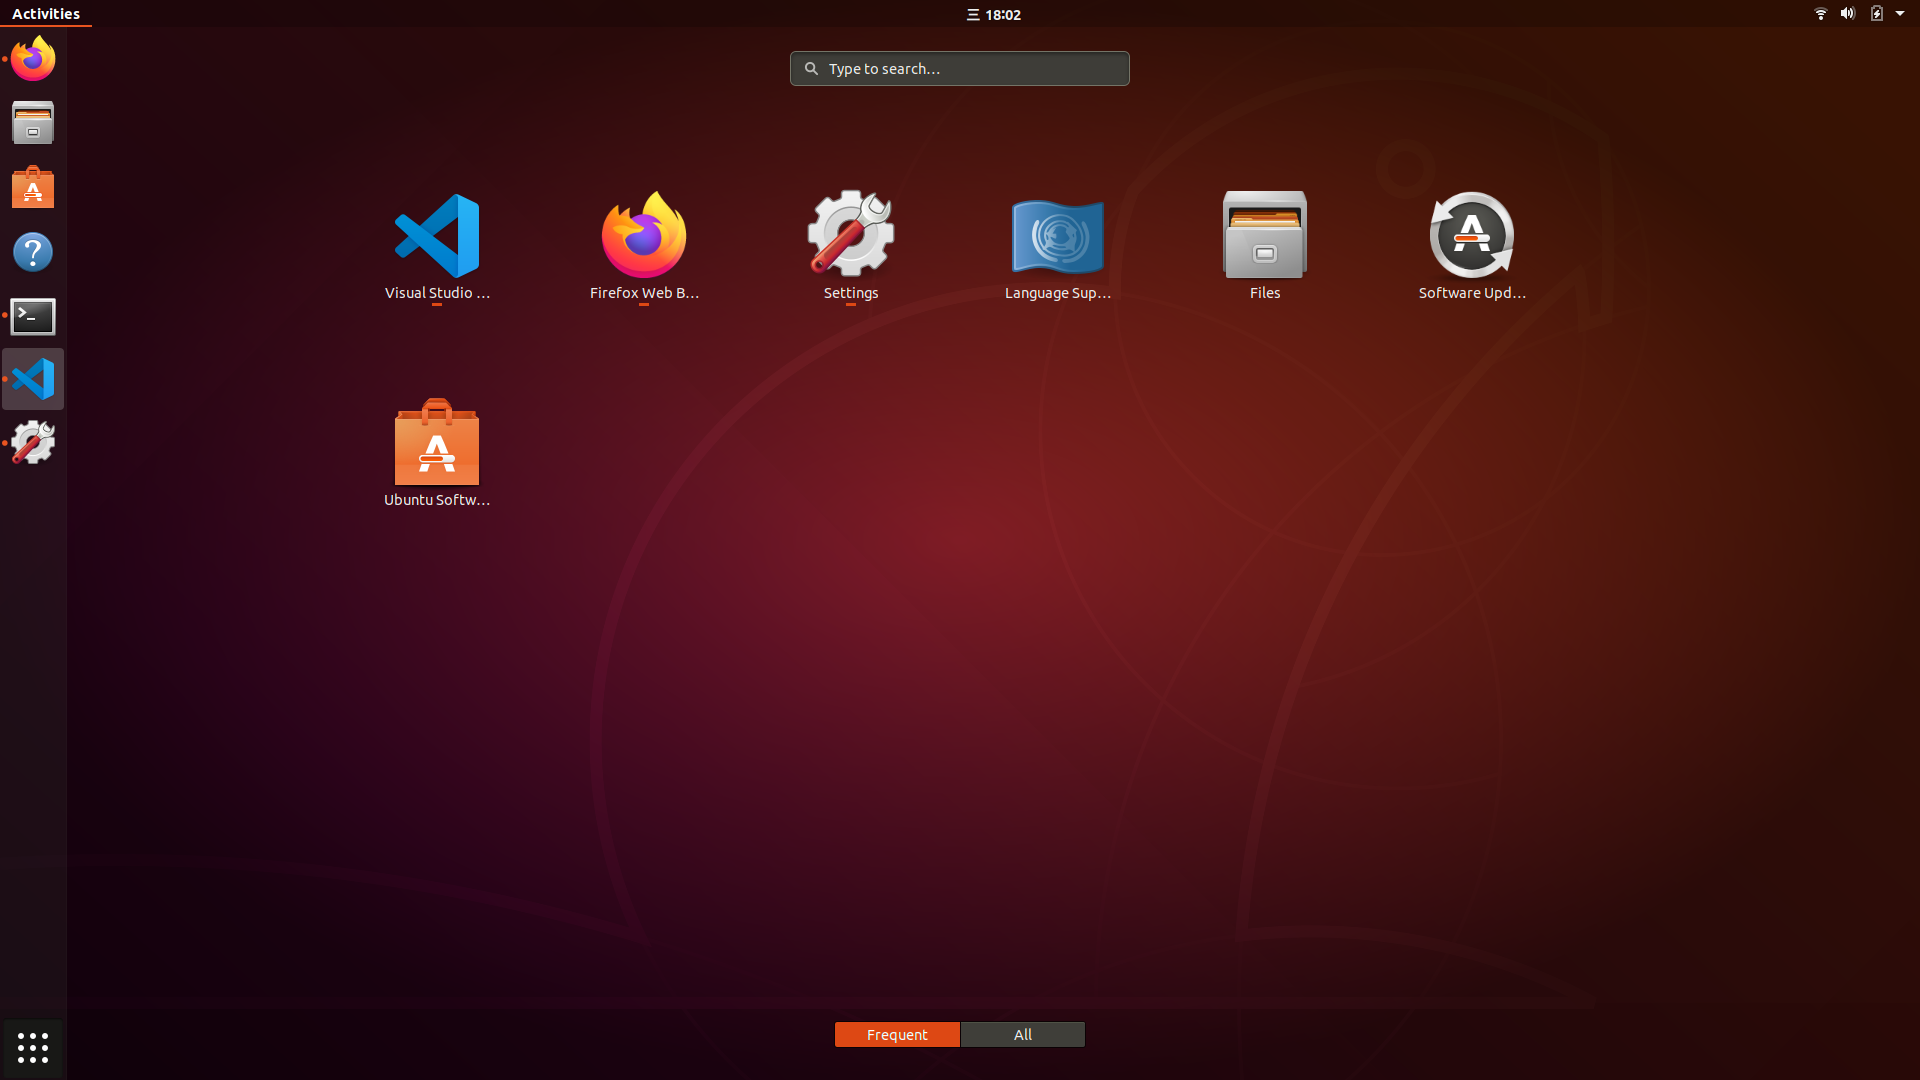 Activities
三 18:02
Type to search…
Visual Studio …
Firefox Web B…
Settings
Language Sup…
Files
Software Upd…
Ubuntu Softw…
Frequent
All